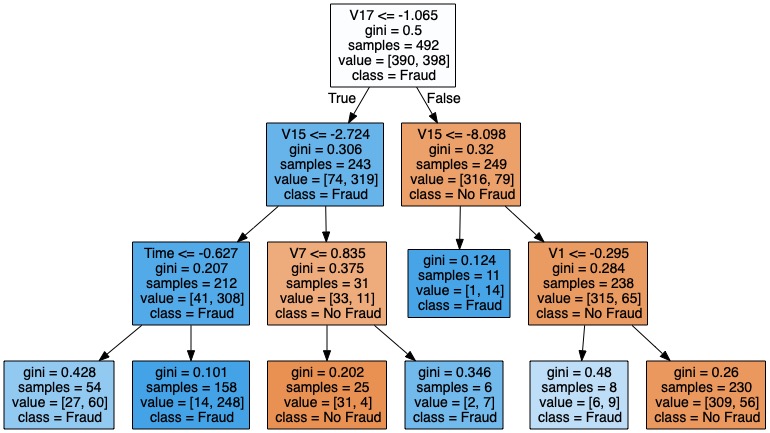 V17 <= -1.065
gini = 0.5
samples = 492
value = [390, 398]
class = Fraud
True
False
V15 <= -2.724
gini = 0.306
samples = 243
value = [74, 319]
class = Fraud
V15 <= -8.098
gini = 0.32
samples = 249
value = [316, 79]
class = No Fraud
Time <= -0.627
gini = 0.207
samples = 212
value = [41, 308]
class = Fraud
V7 <= 0.835
gini = 0.375
samples = 31
value = [33, 11]
class = No Fraud
gini = 0.124
samples = 11
value = [1, 14]
class = Fraud
V1 <= -0.295
gini = 0.284
samples = 238
value = [315, 65]
class = No Fraud
gini = 0.428
samples = 54
value = [27, 60]
class = Fraud
gini = 0.101
samples = 158
value = [14, 248]
class = Fraud
gini = 0.202
samples = 25
value = [31, 4]
class = No Fraud
gini = 0.346
samples = 6
value = [2, 7]
class = Fraud
gini = 0.48
samples = 8
value = [6, 9]
class = Fraud
gini = 0.26
samples = 230
value = [309, 56]
class = No Fraud